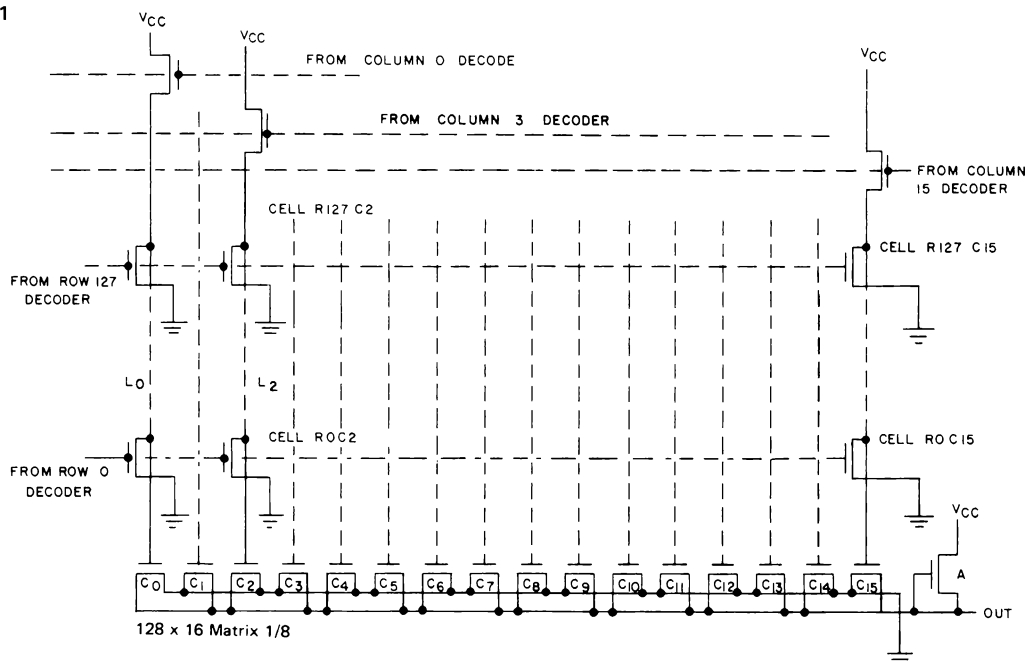 1
VCC
VCC
VCC
FROM COLUMN O DECODE
FROM COLUMN 3 DECODER
FROM COLUMN
15 DECODER
CELL R127 C2
CELL R127 C15
FROM ROW 127
DECODER
L0
L2
CELL R0C2
CELL R0C15
FROM ROW 0
DECODER
VCC
C0 C1 C2 C3 C4 C5 C6 C7 C8 C9 C10 C11 C12 C13 C14 C15
A
OUT
128 x 16 Matrix 1/8